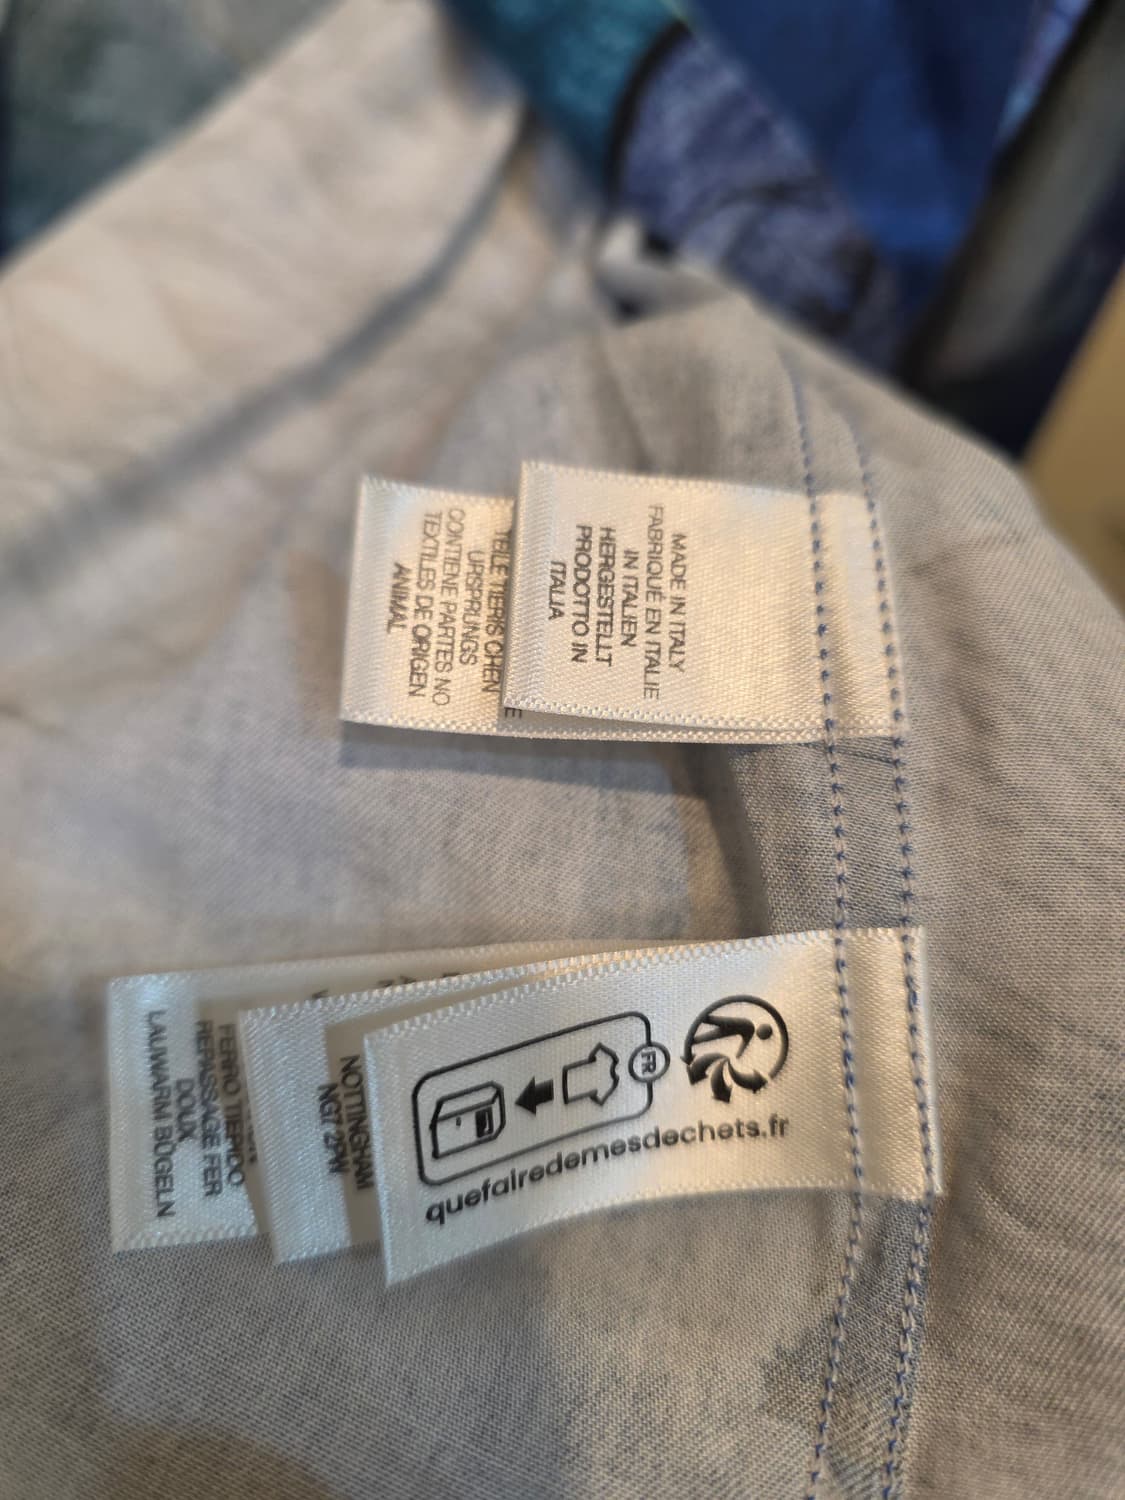 MADE IN ITALY
FABRIQUÉ EN ITALIE
HERGESTELLT
IN ITALIEN
PRODOTTO IN
ITALIA
TEILE TIERISCHEN
URSPRUNGS
CONTIENE PARTES NO
TEXTILES DE ORIGEN
ANIMAL
FR
quefairedemesdechets.fr
NOTTINGHAM
NG7 2PW
FERRO TIEPIDO
REPASSAGE FER
DOUX
LAUWARM BÜGELN